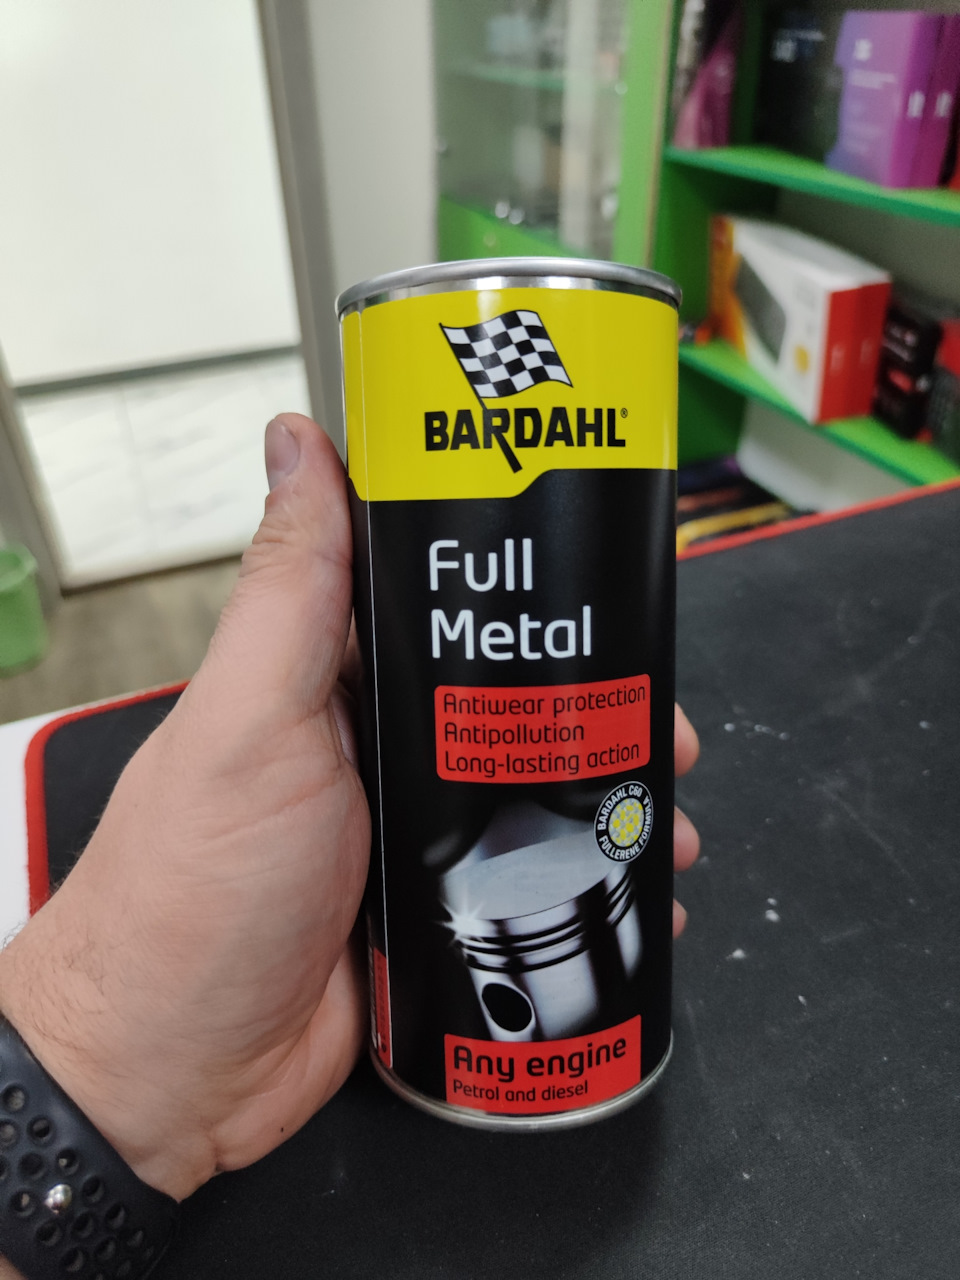 BARDAHL®
Full
Metal
Antiwear protection
Antipollution
Long-lasting action
BARDAHL C60
FULLERENE FORMULA
Any engine
Petrol and diesel